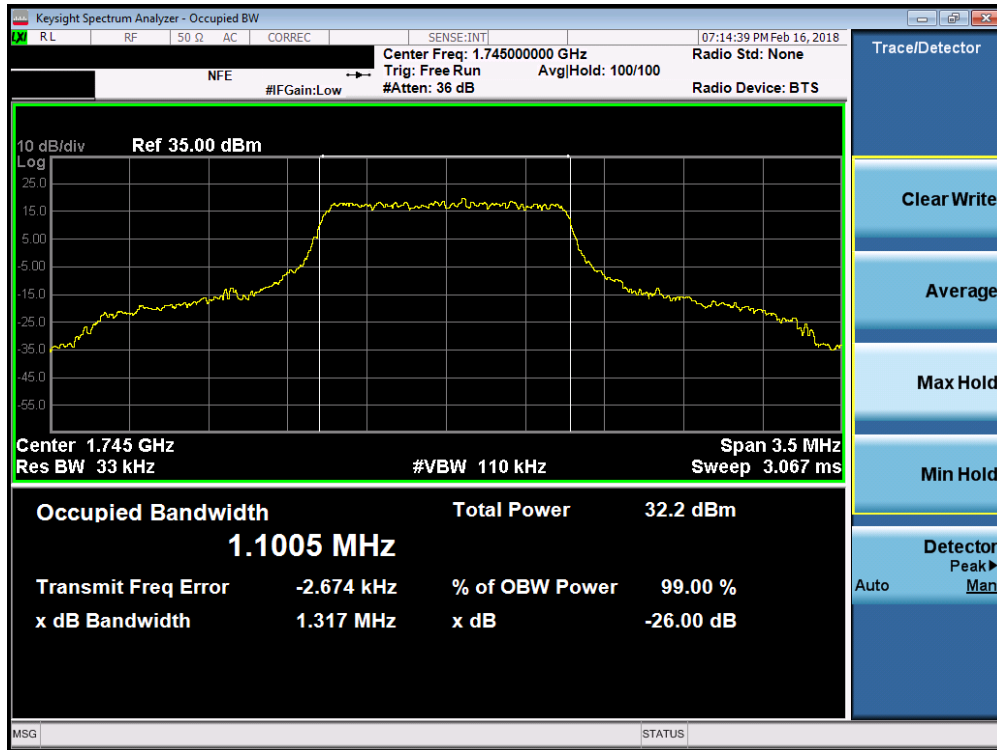 Keysight Spectrum Analyzer - Occupied BW
LXI RL RF 50 Ω AC CORREC SENSE:INT 07:14:39 PM Feb 16, 2018
Center Freq: 1.745000000 GHz Radio Std: None
NFE Trig: Free Run Avg|Hold: 100/100
#IFGain:Low #Atten: 36 dB Radio Device: BTS
10 dB/div Ref 35.00 dBm
Log
25.0
15.0
5.00
-5.00
-15.0
-25.0
-35.0
-45.0
-55.0
Center 1.745 GHz Span 3.5 MHz
Res BW 33 kHz #VBW 110 kHz Sweep 3.067 ms
Occupied Bandwidth Total Power 32.2 dBm
1.1005 MHz
Transmit Freq Error -2.674 kHz % of OBW Power 99.00 %
x dB Bandwidth 1.317 MHz x dB -26.00 dB
MSG STATUS
Trace/Detector
Clear Write
Average
Max Hold
Min Hold
Detector
Peak▶
Auto Man